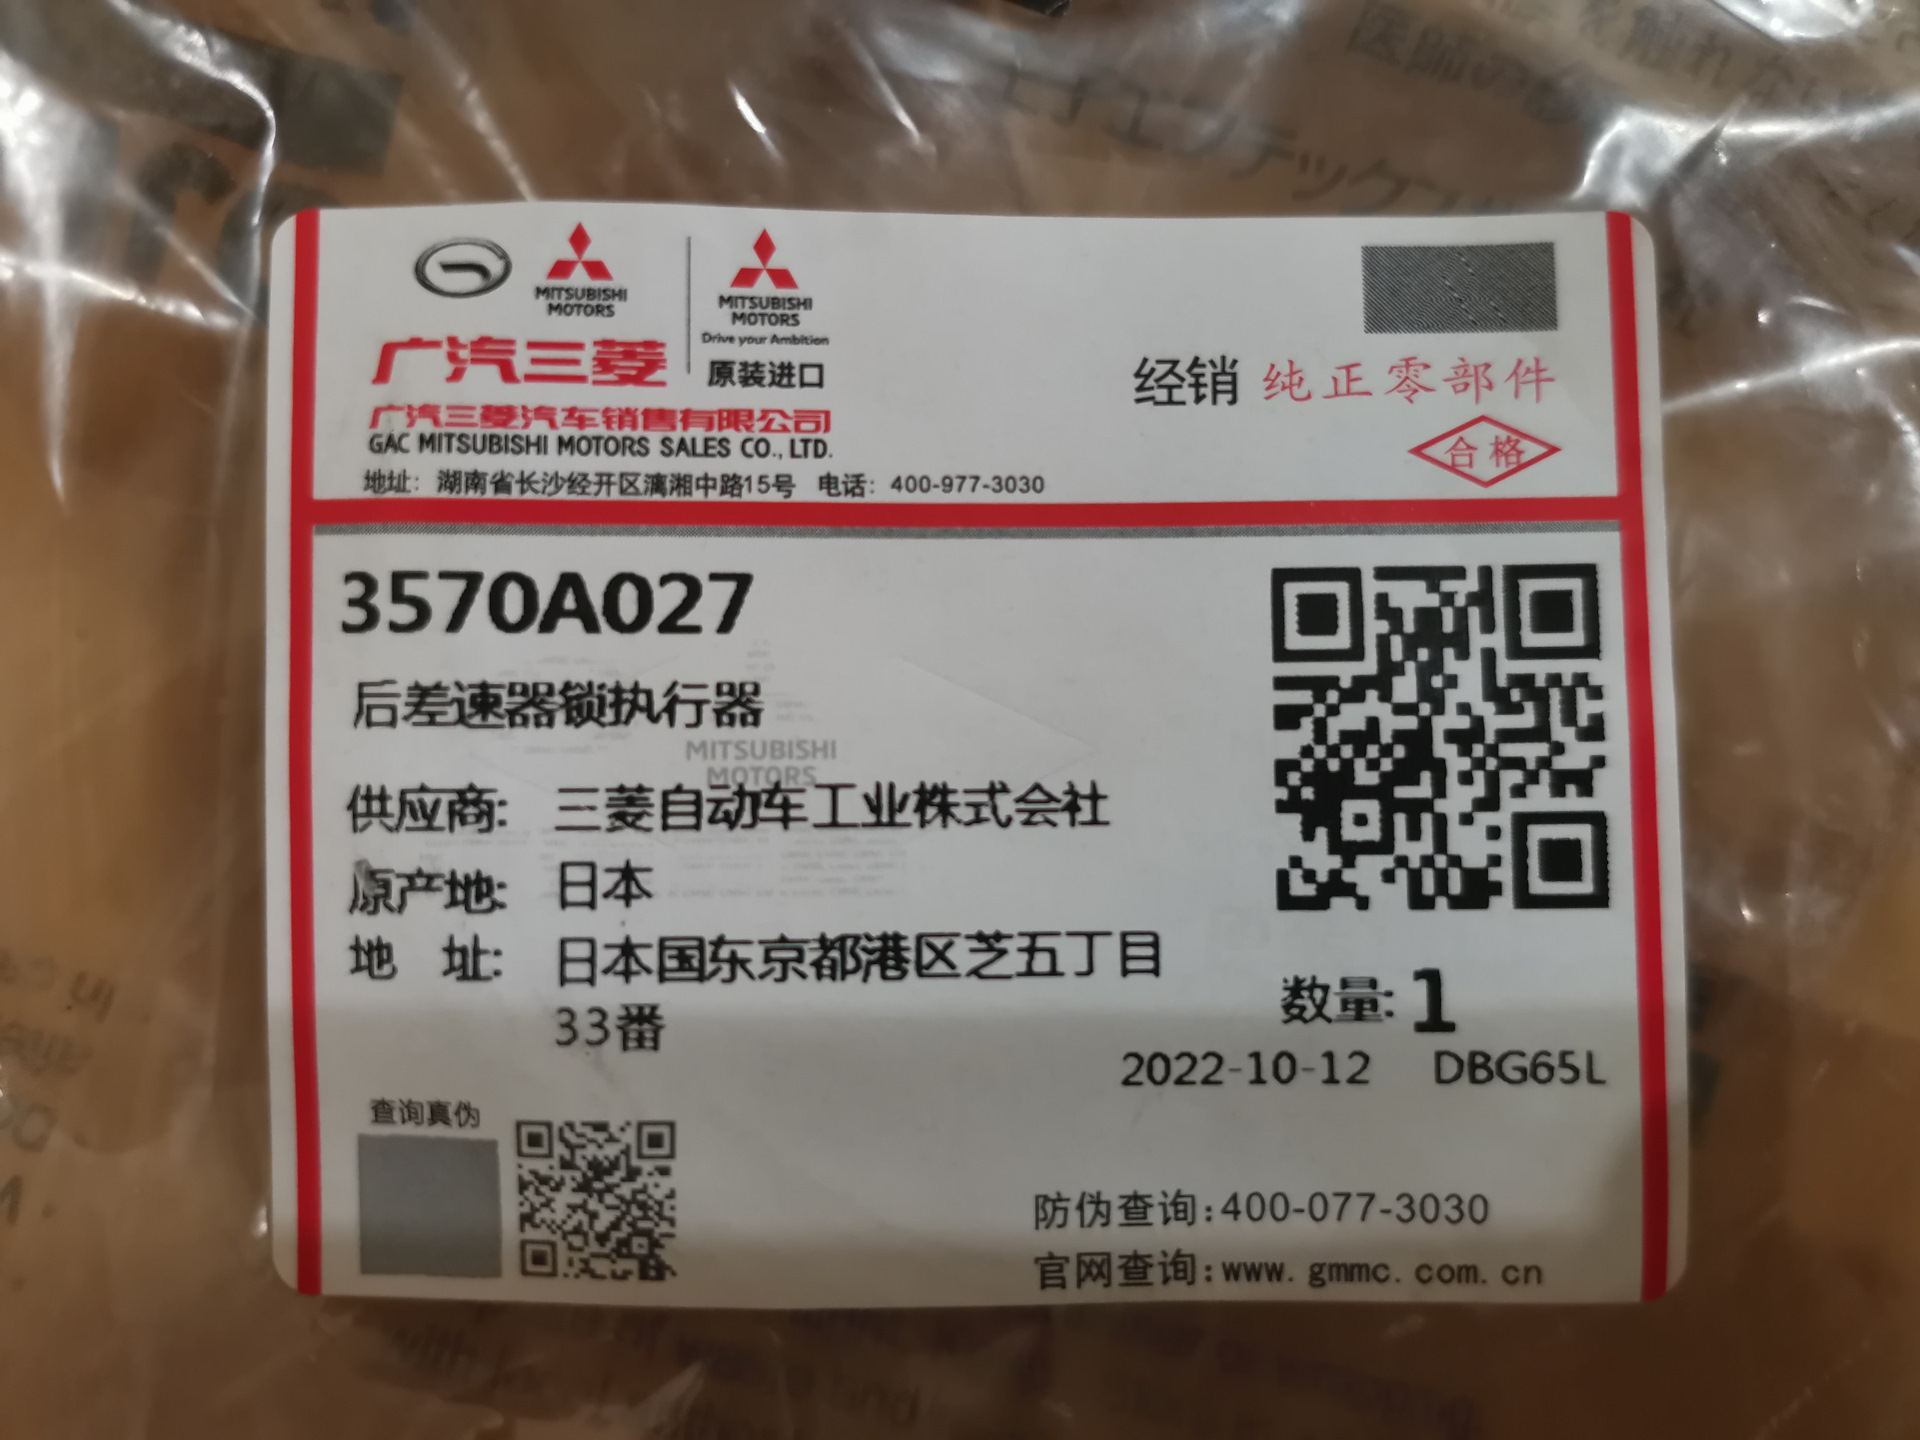 MITSUBISHI
MOTORS
MITSUBISHI
MOTORS
Drive your Ambition
广汽三菱
原装进口
广汽三菱汽车销售有限公司
GAC MITSUBISHI MOTORS SALES CO., LTD.
地址：湖南省长沙经开区漓湘中路15号 电话：400-977-3030
经销 纯正零部件
合格
3570A027
后差速器锁执行器
MITSUBISHI
MOTORS
供应商: 三菱自动车工业株式会社
原产地: 日本
地 址: 日本国东京都港区芝五丁目
33番
数量: 1
2022-10-12 DBG65L
查询真伪
防伪查询:400-077-3030
官网查询:www.gmmc.com.cn